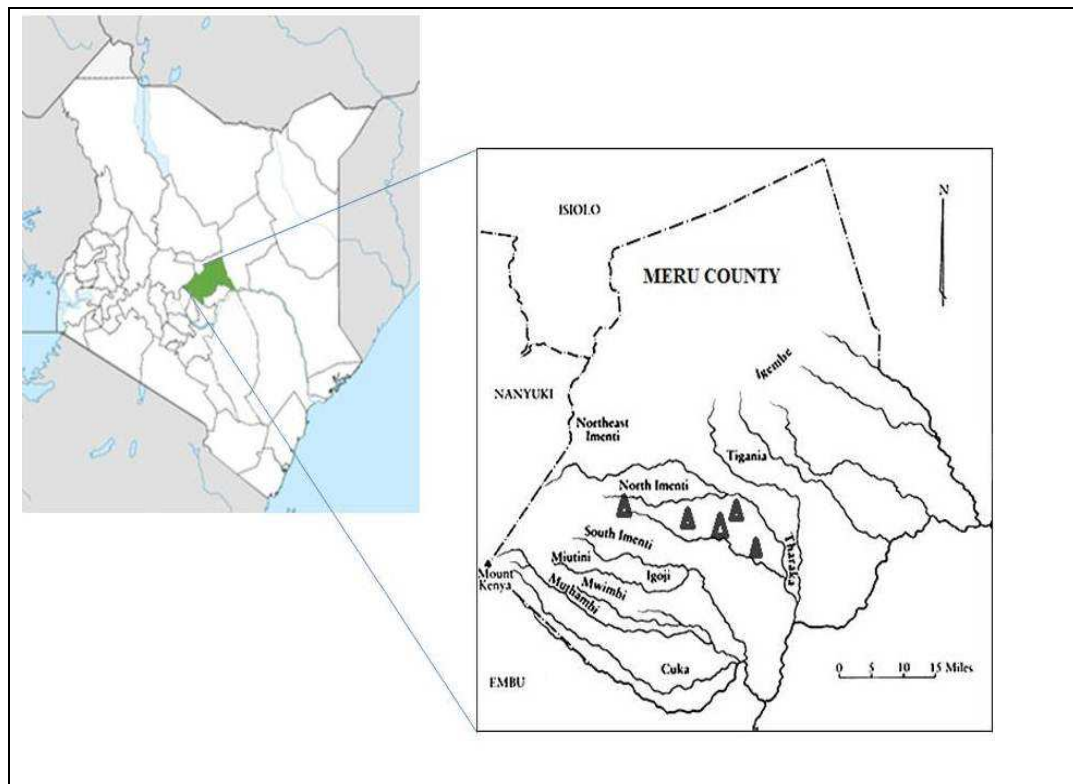 ISIOLO
N
MERU COUNTY
Igembe
NANYUKI
Northeast
Imenti
Tigania
North Imenti
South Imenti
Tharaka
Miutini
Igoji
Mount
Kenya
Mwimbi
Muthambi
Cuka
EMBU
0 5 10 15 Miles